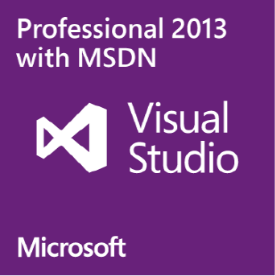 Professional 2013
with MSDN
Visual
Studio
Microsoft